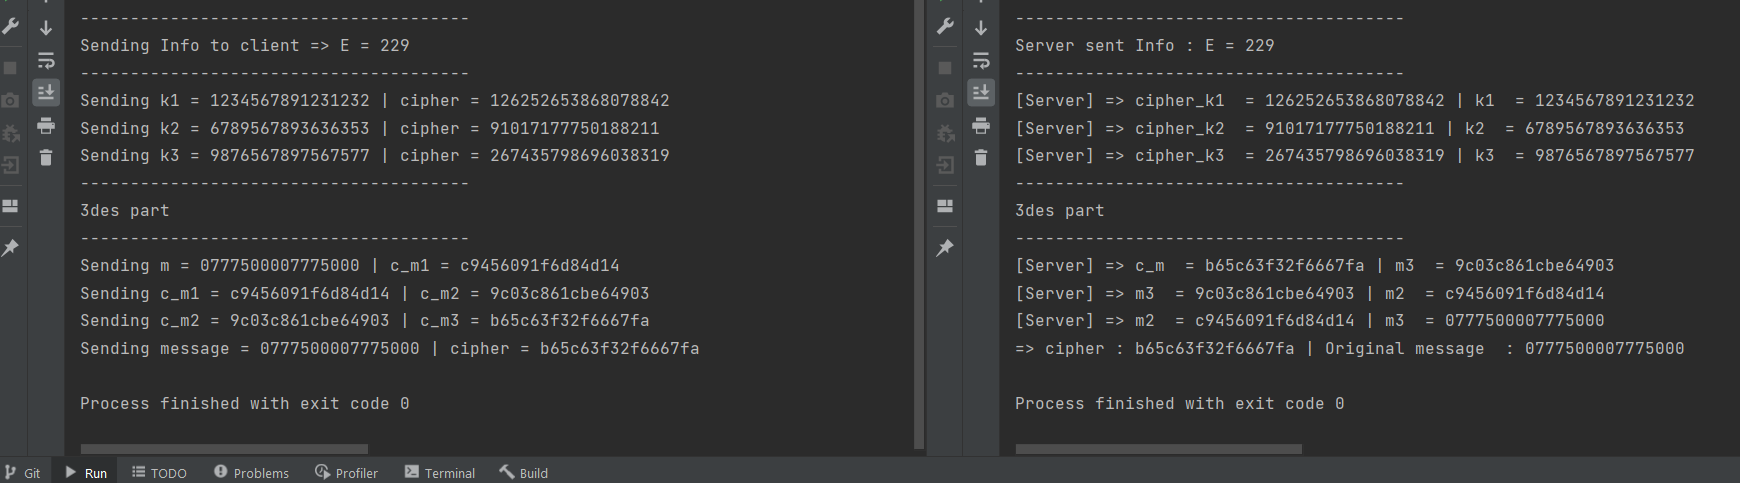 ----------------------------------------
Sending Info to client => E = 229
----------------------------------------
Sending k1 = 1234567891231232 | cipher = 126252653868078842
Sending k2 = 6789567893636353 | cipher = 91017177750188211
Sending k3 = 9876567897567577 | cipher = 267435798696038319
----------------------------------------
3des part
----------------------------------------
Sending m = 0777500007775000 | c_m1 = c9456091f6d84d14
Sending c_m1 = c9456091f6d84d14 | c_m2 = 9c03c861cbe64903
Sending c_m2 = 9c03c861cbe64903 | c_m3 = b65c63f32f6667fa
Sending message = 0777500007775000 | cipher = b65c63f32f6667fa
Process finished with exit code 0
----------------------------------------
Server sent Info : E = 229
----------------------------------------
[Server] => cipher_k1  = 126252653868078842 | k1  = 1234567891231232
[Server] => cipher_k2  = 91017177750188211 | k2  = 6789567893636353
[Server] => cipher_k3  = 267435798696038319 | k3  = 9876567897567577
----------------------------------------
3des part
----------------------------------------
[Server] => c_m  = b65c63f32f6667fa | m3  = 9c03c861cbe64903
[Server] => m3  = 9c03c861cbe64903 | m2  = c9456091f6d84d14
[Server] => m2  = c9456091f6d84d14 | m3  = 0777500007775000
=> cipher : b65c63f32f6667fa | Original message  : 0777500007775000
Process finished with exit code 0
Git Run TODO Problems Profiler Terminal Build